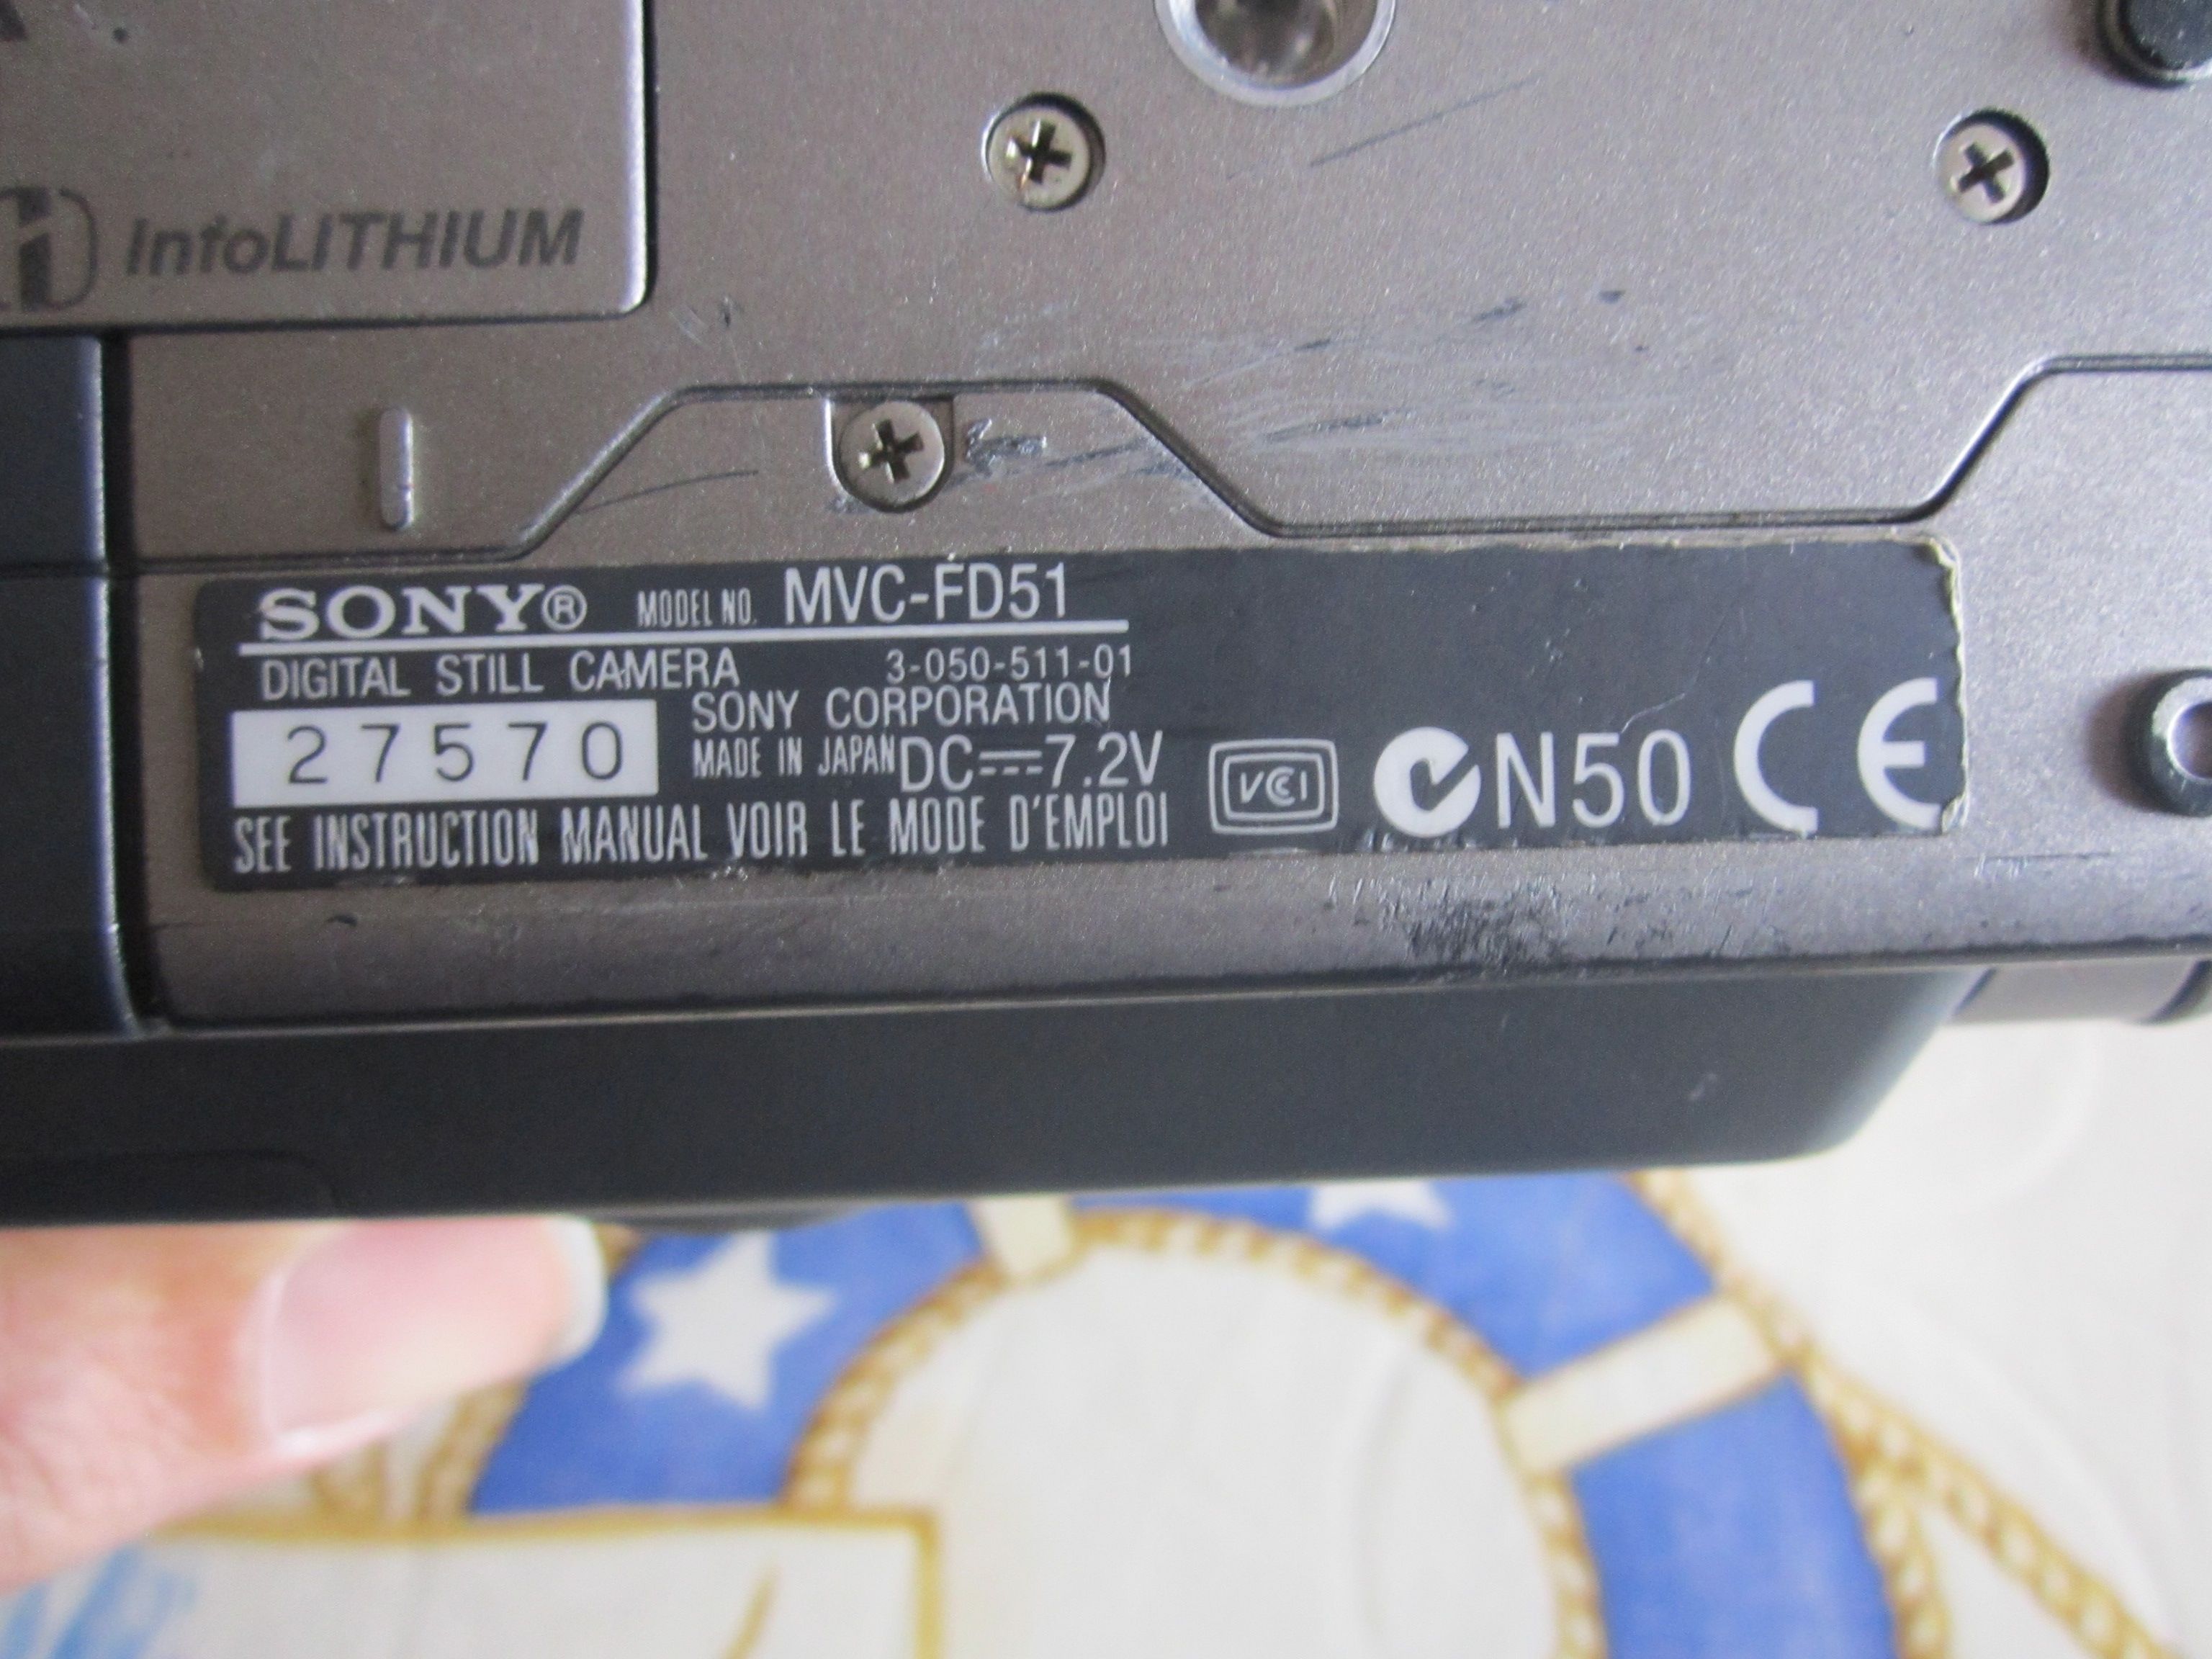 i InfoLITHIUM
SONY® MODEL NO. MVC-FD51
DIGITAL STILL CAMERA 3-050-511-01
SONY CORPORATION
27570 MADE IN JAPAN DC 7.2V
SEE INSTRUCTION MANUAL VOIR LE MODE D'EMPLOI
VCCI N50 CE